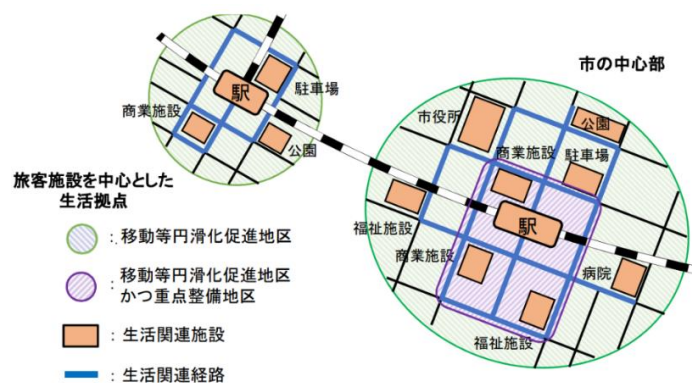 市の中心部
駅
駐車場
商業施設
公園
市役所
公園
商業施設
駐車場
旅客施設を中心とした
生活拠点
福祉施設
駅
商業施設
病院
福祉施設
：移動等円滑化促進地区
：移動等円滑化促進地区
かつ重点整備地区
：生活関連施設
：生活関連経路